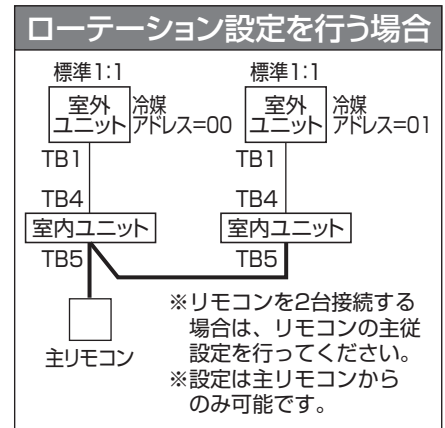 ローテーション設定を行う場合
標準1:1
標準1:1
室外
ユニット
冷媒
アドレス=00
室外
ユニット
冷媒
アドレス=01
TB1
TB1
TB4
TB4
室内ユニット
室内ユニット
TB5
TB5
主リモコン
※リモコンを2台接続する
場合は、リモコンの主従
設定を行ってください。
※設定は主リモコンから
のみ可能です。